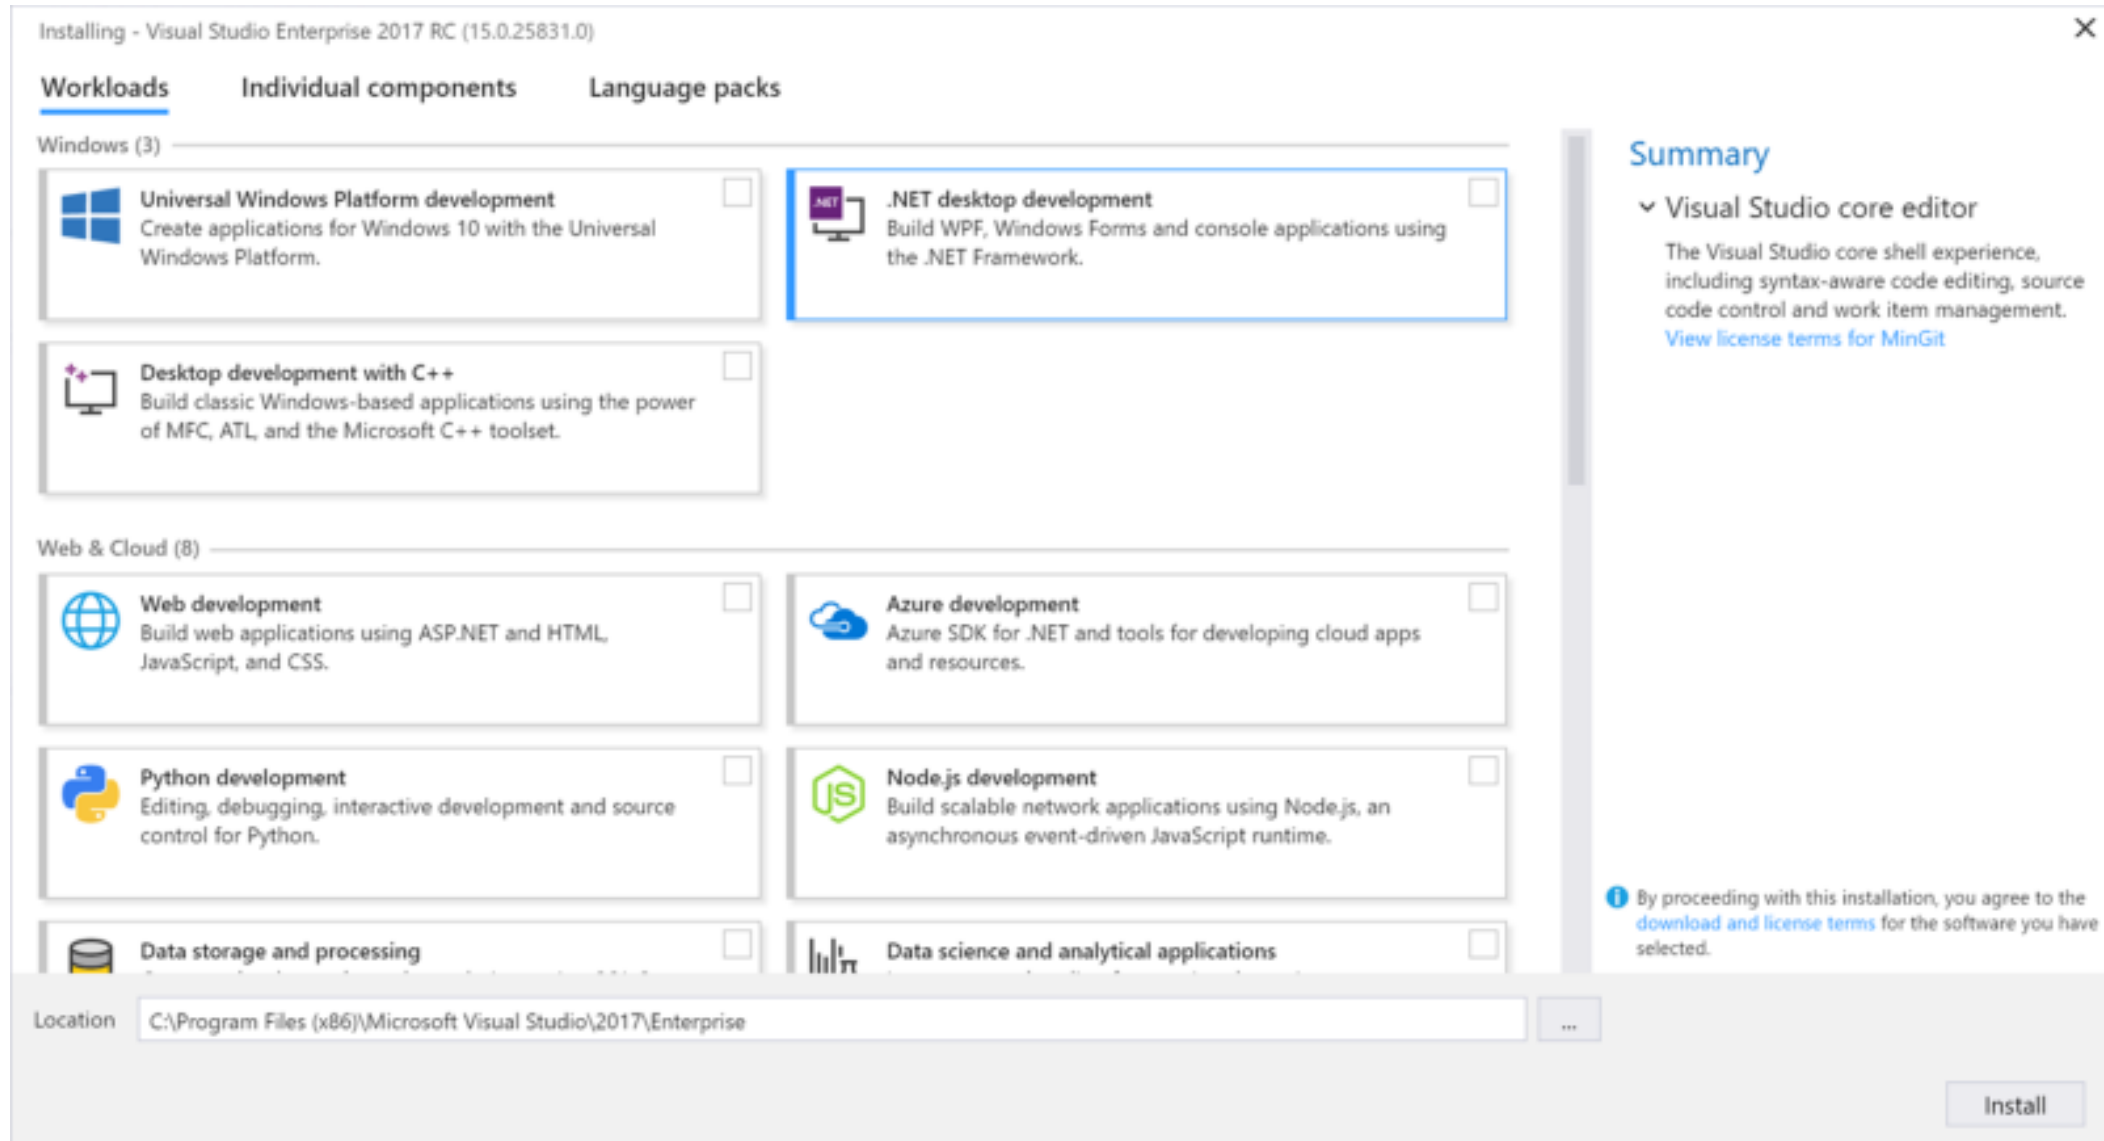 Installing - Visual Studio Enterprise 2017 RC (15.0.25831.0)
Workloads
Individual components
Language packs
Windows (3)
Universal Windows Platform development
Create applications for Windows 10 with the Universal
Windows Platform.
.NET
.NET desktop development
Build WPF, Windows Forms and console applications using
the .NET Framework.
Desktop development with C++
Build classic Windows-based applications using the power
of MFC, ATL, and the Microsoft C++ toolset.
Web & Cloud (8)
Web development
Build web applications using ASP.NET and HTML,
JavaScript, and CSS.
Azure development
Azure SDK for .NET and tools for developing cloud apps
and resources.
Python development
Editing, debugging, interactive development and source
control for Python.
JS
Node.js development
Build scalable network applications using Node.js, an
asynchronous event-driven JavaScript runtime.
Data storage and processing
Data science and analytical applications
Summary
Visual Studio core editor
The Visual Studio core shell experience,
including syntax-aware code editing, source
code control and work item management.
View license terms for MinGit
By proceeding with this installation, you agree to the
download and license terms for the software you have
selected.
Location
C:\Program Files (x86)\Microsoft Visual Studio\2017\Enterprise
...
Install